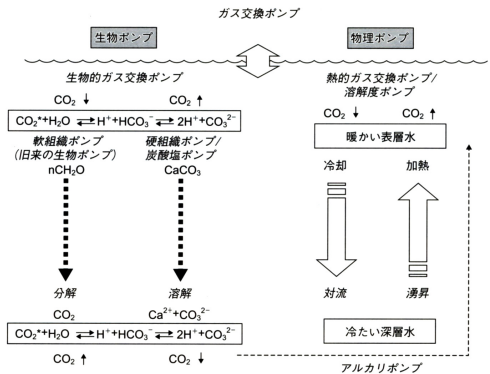 ガス交換ポンプ
生物ポンプ
物理ポンプ
生物的ガス交換ポンプ
熱的ガス交換ポンプ/
溶解度ポンプ
CO₂ ↓
CO₂ ↑
CO₂*+H₂O ⇄ H⁺+HCO₃⁻ ⇄ 2H⁺+CO₃²⁻
軟組織ポンプ
(旧来の生物ポンプ)
nCH₂O
硬組織ポンプ/
炭酸塩ポンプ
CaCO₃
分解
CO₂
溶解
Ca²⁺+CO₃²⁻
CO₂*+H₂O ⇄ H⁺+HCO₃⁻ ⇄ 2H⁺+CO₃²⁻
CO₂ ↑
CO₂ ↓
CO₂ ↓
CO₂ ↑
暖かい表層水
冷却
加熱
対流
湧昇
冷たい深層水
アルカリポンプ